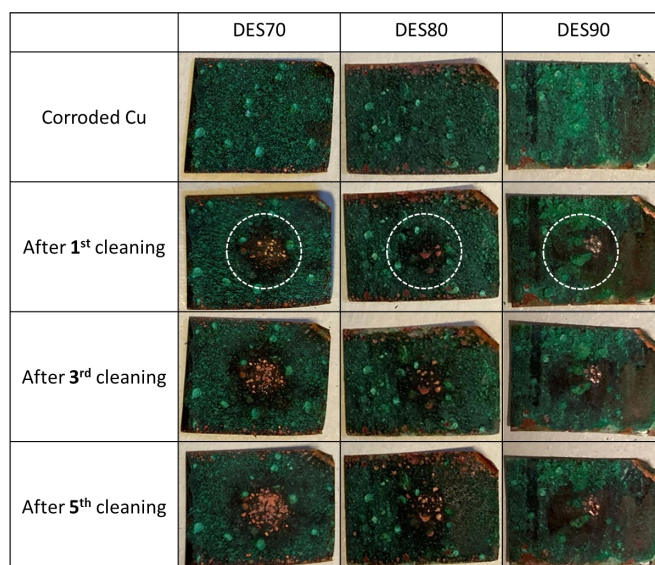 DES70 DES80 DES90
Corroded Cu
After 1st cleaning
After 3rd cleaning
After 5th cleaning